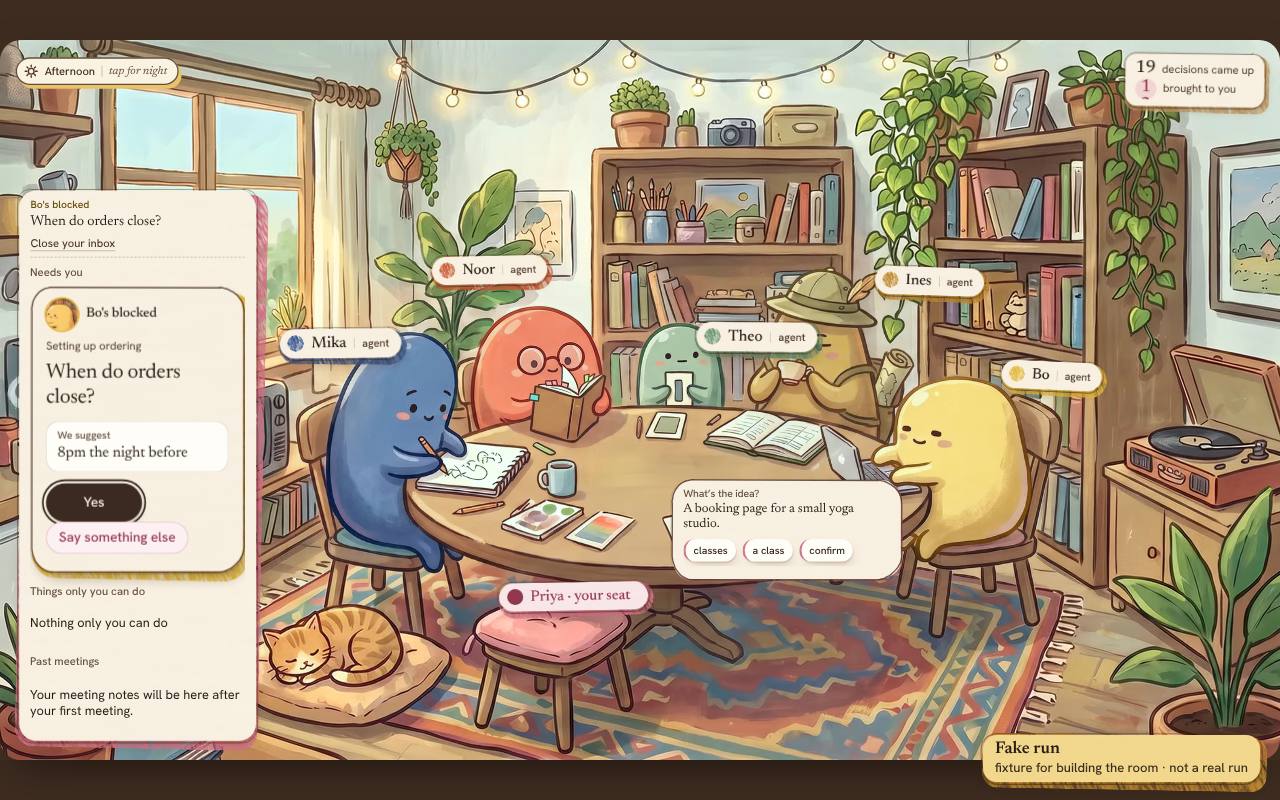 Afternoon | tap for night
19 decisions came up
1 brought to you
Bo's blocked
When do orders close?
Close your inbox
Needs you
Bo's blocked
Setting up ordering
When do orders
close?
We suggest
8pm the night before
Yes
Say something else
Things only you can do
Nothing only you can do
Past meetings
Your meeting notes will be here after
your first meeting.
Noor | agent
Ines | agent
Mika | agent
Theo | agent
Bo | agent
What's the idea?
A booking page for a small yoga
studio.
classes
a class
confirm
Priya · your seat
Fake run
fixture for building the room · not a real run